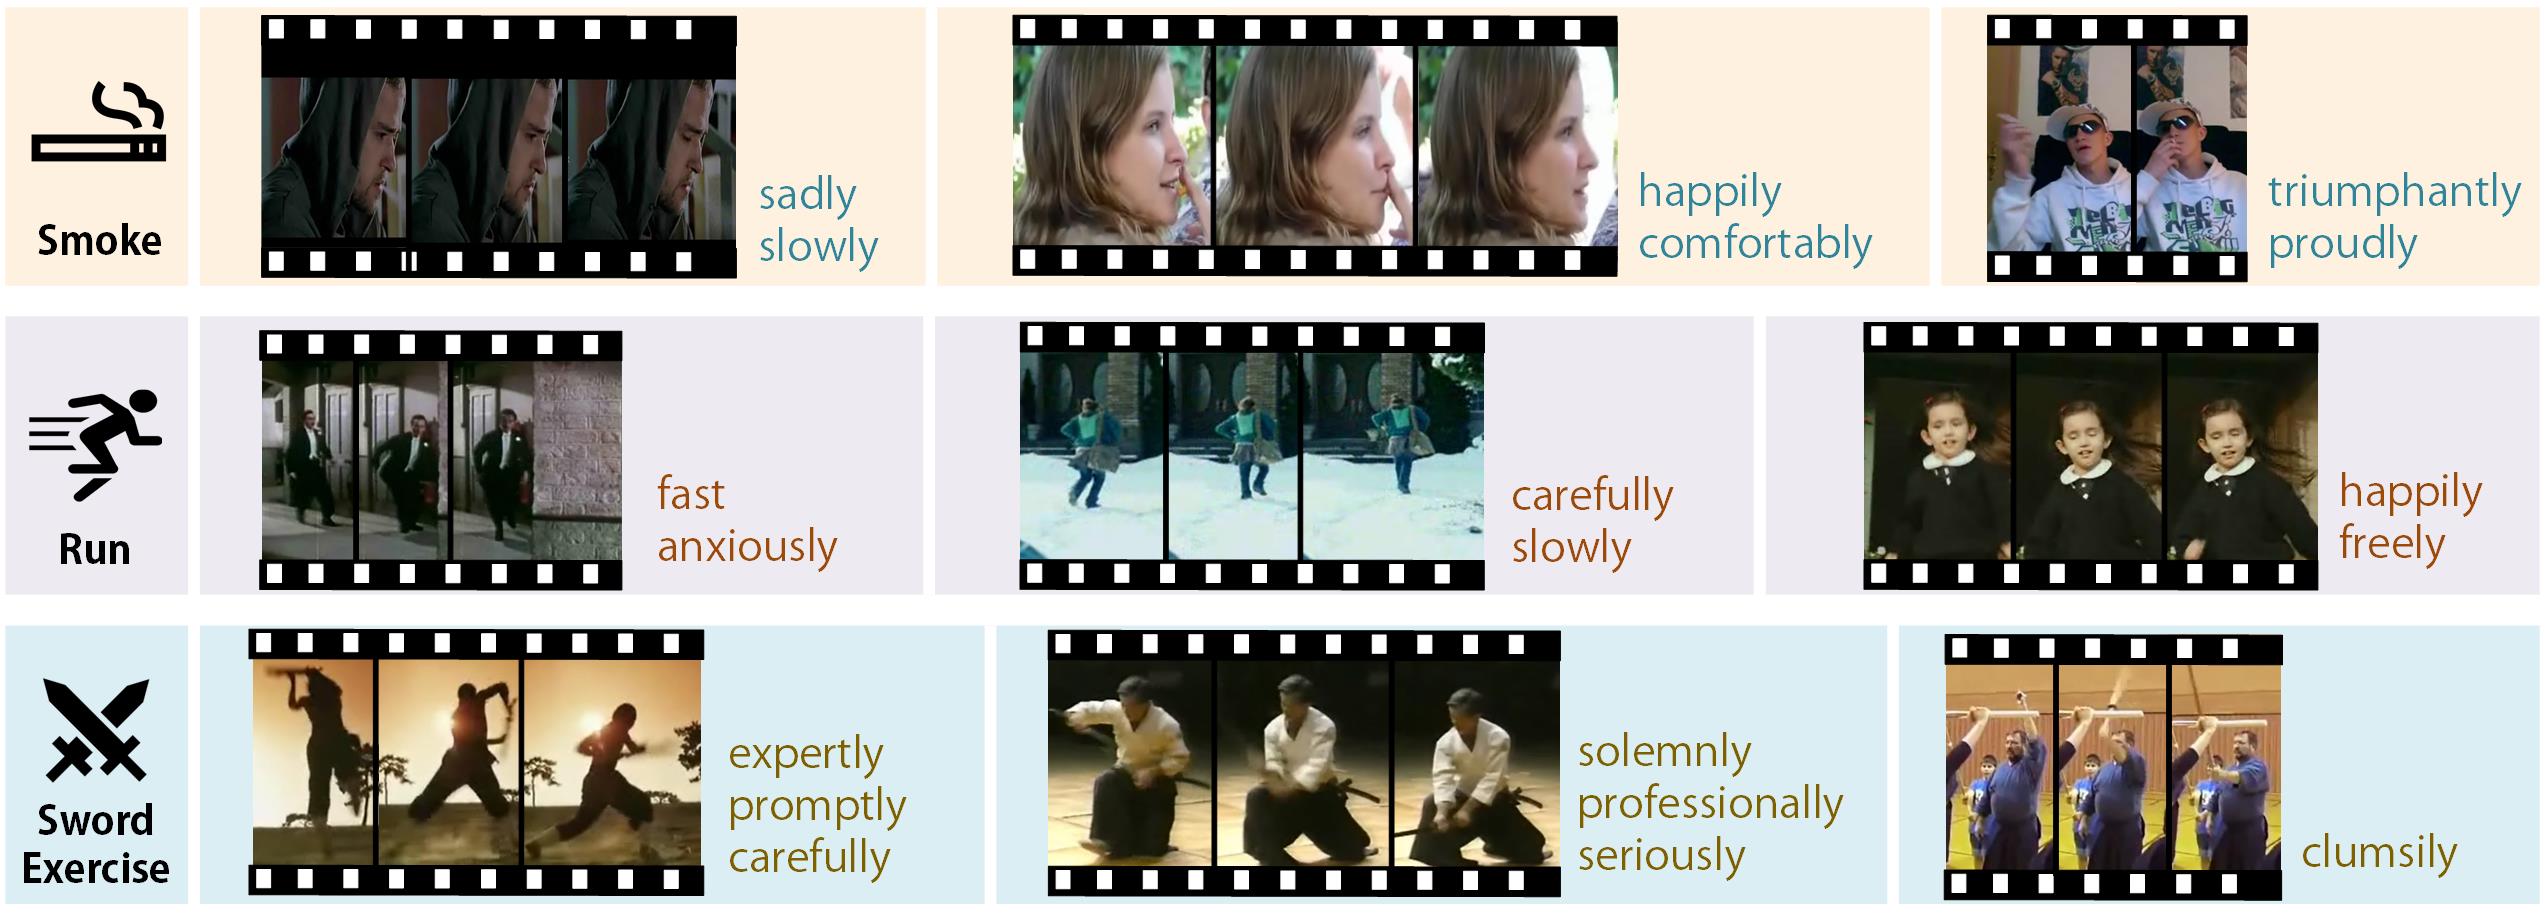 Smoke
sadly
slowly
happily
comfortably
triumphantly
proudly
Run
fast
anxiously
carefully
slowly
happily
freely
Sword
Exercise
expertly
promptly
carefully
solemnly
professionally
seriously
clumsily